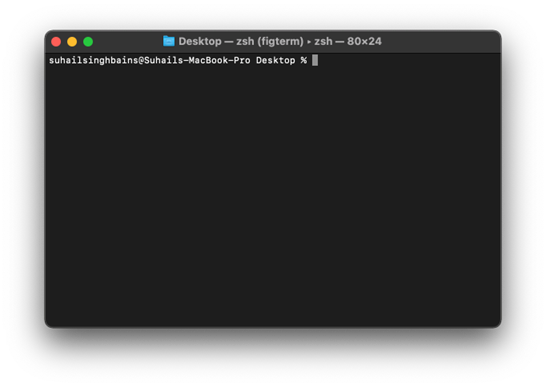 Desktop — zsh (figterm) ▸ zsh — 80×24
suhailsinghbains@Suhails-MacBook-Pro Desktop %